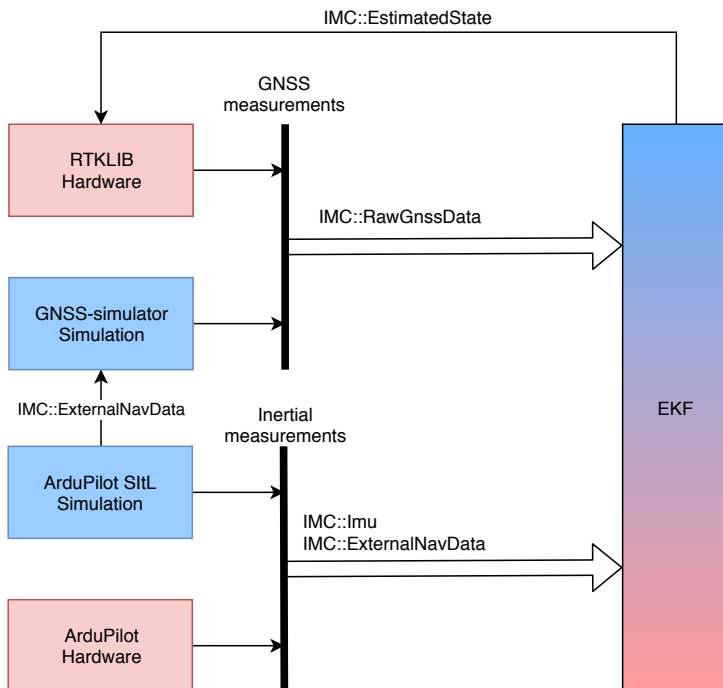 IMC::EstimatedState
GNSS
measurements
RTKLIB
Hardware
IMC::RawGnssData
GNSS-simulator
Simulation
IMC::ExternalNavData
Inertial
measurements
EKF
ArduPilot SItL
Simulation
IMC::Imu
IMC::ExternalNavData
ArduPilot
Hardware